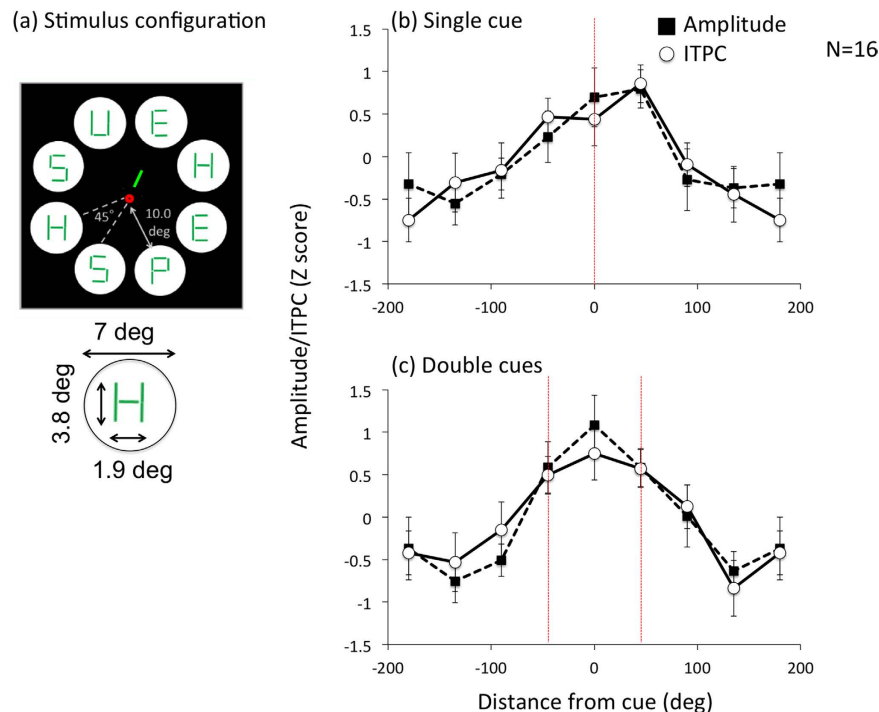 (a) Stimulus configuration
U E
S H
H E
S P
45°
10.0
deg
7 deg
3.8 deg
H
1.9 deg
(b) Single cue
Amplitude
ITPC
N=16
1.5
1
0.5
0
-0.5
-1
-1.5
-200 -100 0 100 200
Amplitude/ITPC (Z score)
(c) Double cues
1.5
1
0.5
0
-0.5
-1
1.5
-200 -100 0 100 200
Distance from cue (deg)